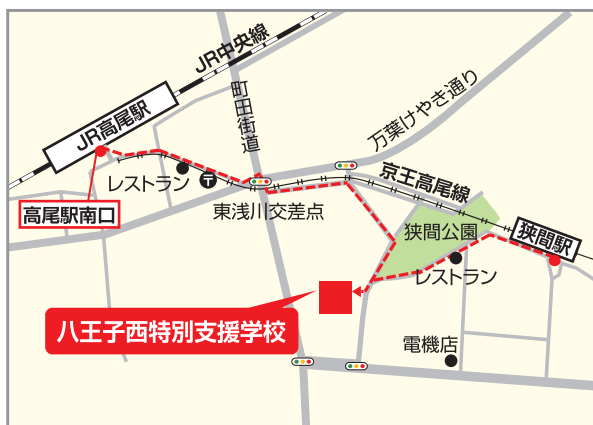 JR中央線
JR高尾駅
町田街道
万葉けやき通り
レストラン
〒
京王高尾線
高尾駅南口
東浅川交差点
狭間公園
狭間駅
レストラン
八王子西特別支援学校
電機店